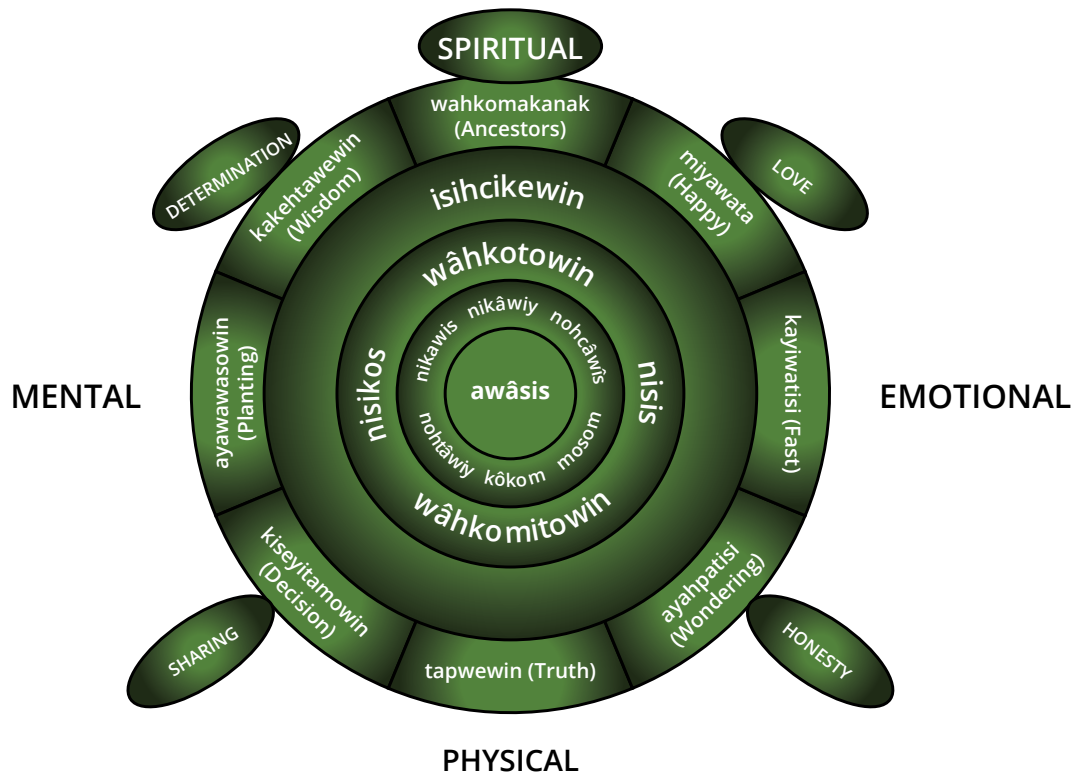 SPIRITUAL
wahkomakanak
(Ancestors)
DETERMINATION
LOVE
kakehtawewin
(Wisdom)
miyawata
(Happy)
isihcikewin
wâhkotowin
nikawis
nikâwiy
nohcâwîs
awâsis
nisikos
nisis
nohtâwiy
kôkom
mosom
wâhkomitowin
ayawawasowin
(Planting)
kayiwatisi (Fast)
MENTAL
EMOTIONAL
kiseyitamowin
(Decision)
ayahpatisi
(Wondering)
tapwewin (Truth)
SHARING
HONESTY
PHYSICAL